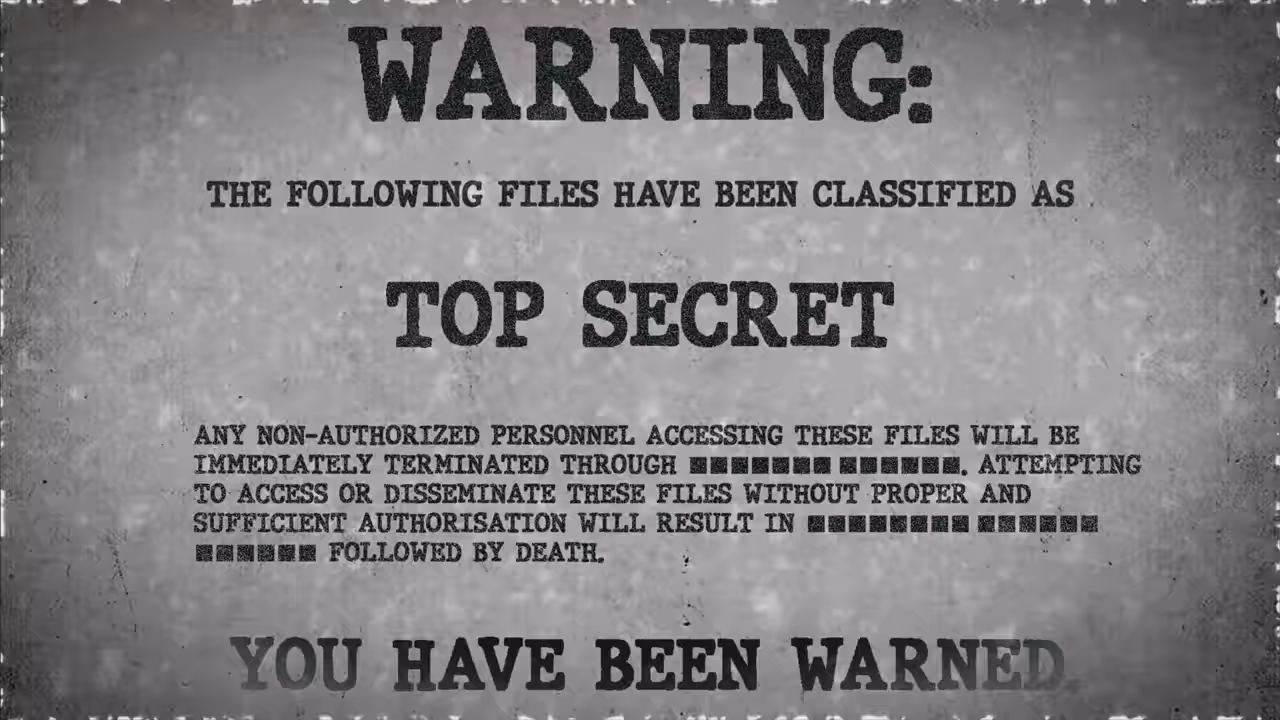 WARNING:
THE FOLLOWING FILES HAVE BEEN CLASSIFIED AS
TOP SECRET
ANY NON-AUTHORIZED PERSONNEL ACCESSING THESE FILES WILL BE
IMMEDIATELY TERMINATED THROUGH ■■■■■■■ ■■■■■■. ATTEMPTING
TO ACCESS OR DISSEMINATE THESE FILES WITHOUT PROPER AND
SUFFICIENT AUTHORISATION WILL RESULT IN ■■■■■■■■ ■■■■■■
■■■■■■ FOLLOWED BY DEATH.
YOU HAVE BEEN WARNED.